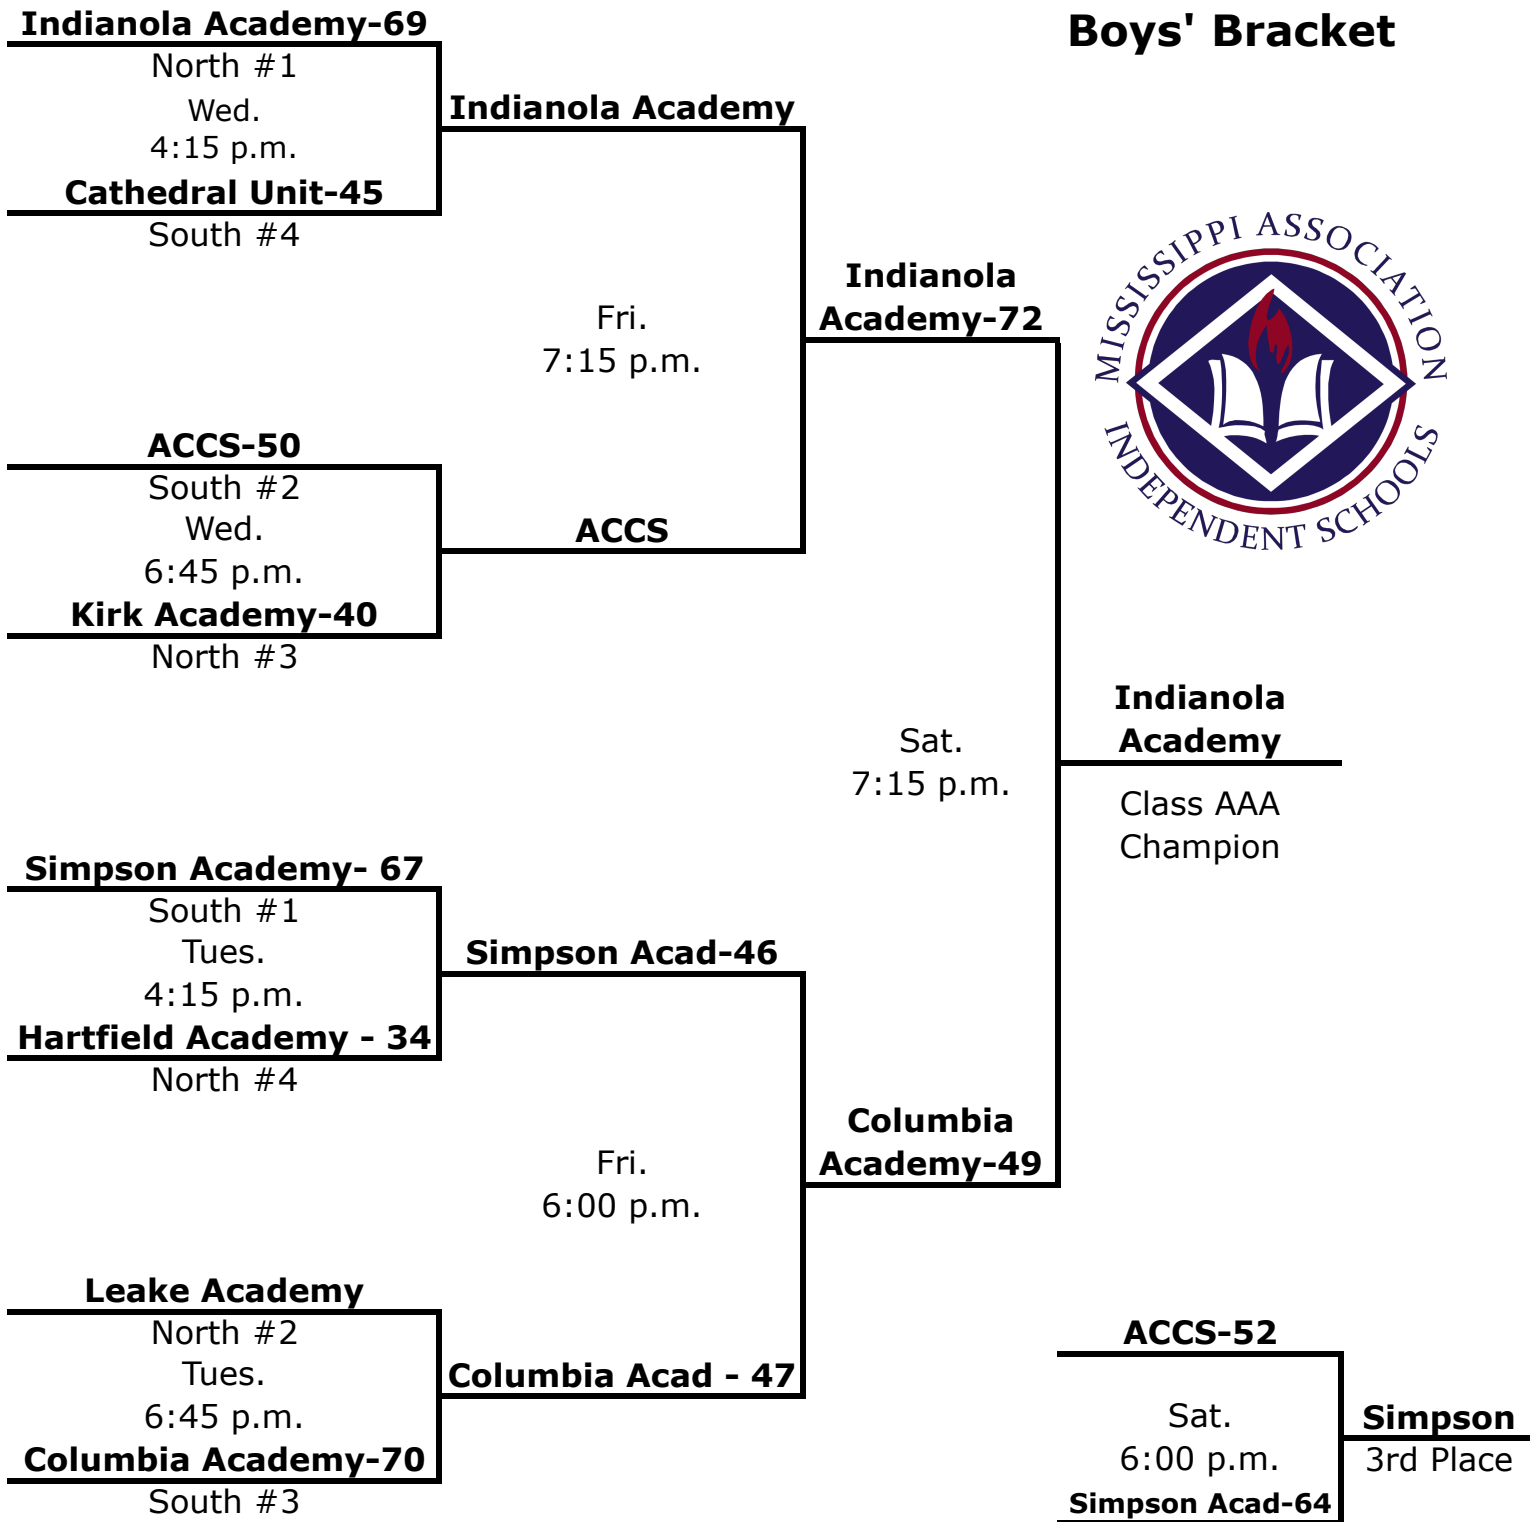 Boys' Bracket
Indianola Academy-69
North #1
Wed.
4:15 p.m.
Cathedral Unit-45
South #4
Indianola Academy
Fri.
7:15 p.m.
ACCS-50
South #2
Wed.
6:45 p.m.
Kirk Academy-40
North #3
ACCS
Indianola
Academy-72
MISSISSIPPI ASSOCIATION
INDEPENDENT SCHOOLS
Sat.
7:15 p.m.
Indianola
Academy
Class AAA
Champion
Simpson Academy- 67
South #1
Tues.
4:15 p.m.
Hartfield Academy - 34
North #4
Simpson Acad-46
Fri.
6:00 p.m.
Columbia
Academy-49
Leake Academy
North #2
Tues.
6:45 p.m.
Columbia Academy-70
South #3
Columbia Acad - 47
ACCS-52
Sat.
6:00 p.m.
Simpson Acad-64
Simpson
3rd Place